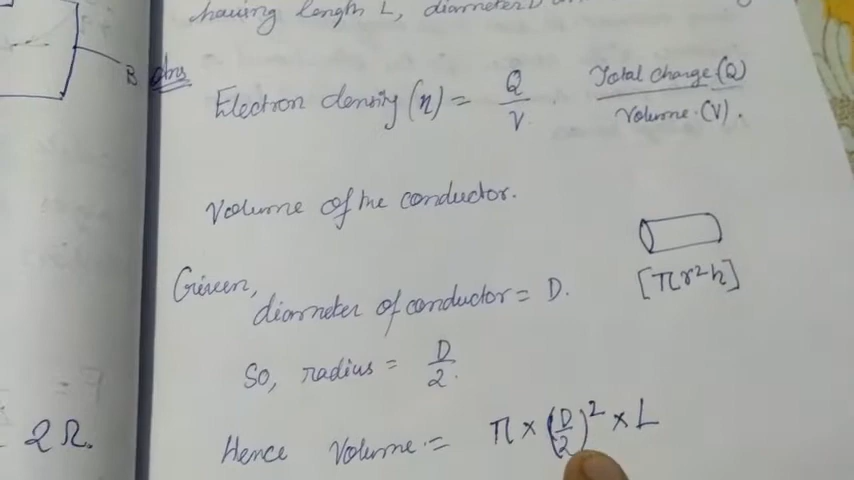 having length L, diameter D
B
Ans
Electron density (n) = Q/V Total charge (Q)/Volume (V).
Volume of the conductor.
[πr²h]
Given,
diameter of conductor = D.
So, radius = D/2.
2Ω.
Hence Volume = π × (D/2)² × L